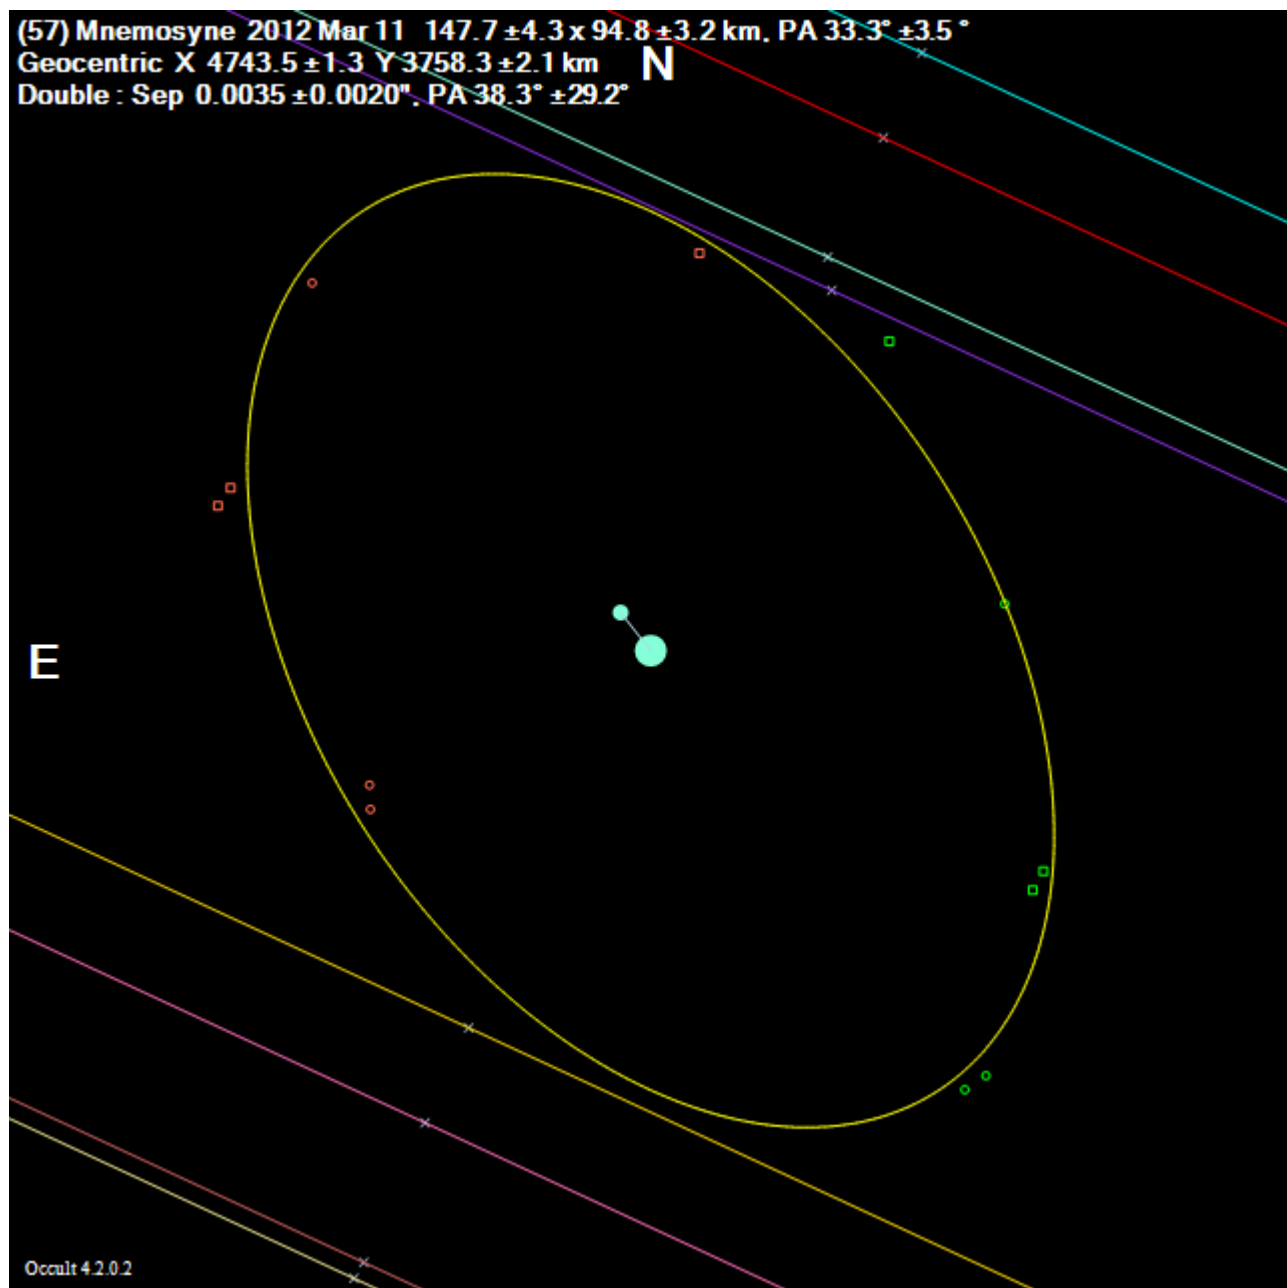 (57) Mnemosyne 2012 Mar 11 147.7 ±4.3 x 94.8 ±3.2 km, PA 33.3° ±3.5 °
Geocentric X 4743.5 ±1.3 Y 3758.3 ±2.1 km
N
Double : Sep 0.0035 ±0.0020", PA 38.3° ±29.2°
E
Occult 4.2.0.2